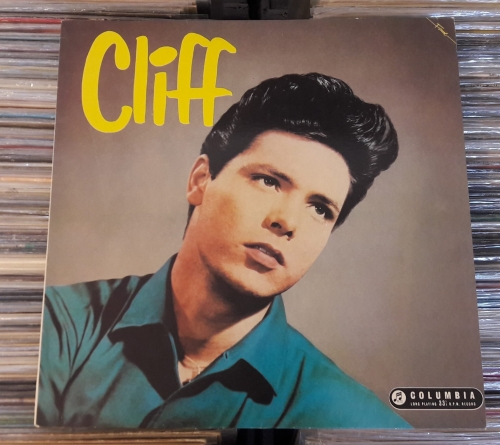 Cliff
COLUMBIA
LONG PLAYING 33⅓ R.P.M. RECORD